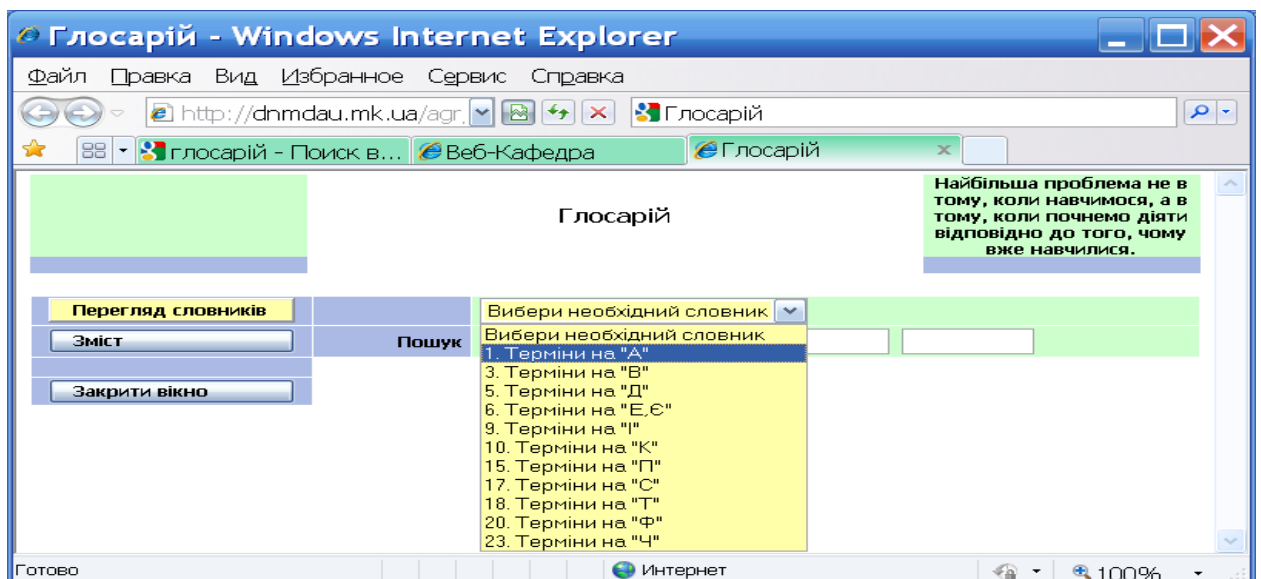 Глосарій - Windows Internet Explorer
Файл Правка Вид Избранное Сервис Справка
http://dnmdau.mk.ua/agr Глосарій
глосарій - Поиск в... Веб-Кафедра Глосарій
Глосарій
Найбільша проблема не в
тому, коли навчимося, а в
тому, коли почнемо діяти
відповідно до того, чому
вже навчилися.
Перегляд словників
Вибери необхідний словник
Зміст
Пошук
Закрити вікно
Вибери необхідний словник
1. Терміни на "А"
3. Терміни на "В"
5. Терміни на "Д"
6. Терміни на "Е,Є"
9. Терміни на "І"
10. Терміни на "К"
15. Терміни на "П"
17. Терміни на "С"
18. Терміни на "Т"
20. Терміни на "Ф"
23. Терміни на "Ч"
Готово Интернет 100%